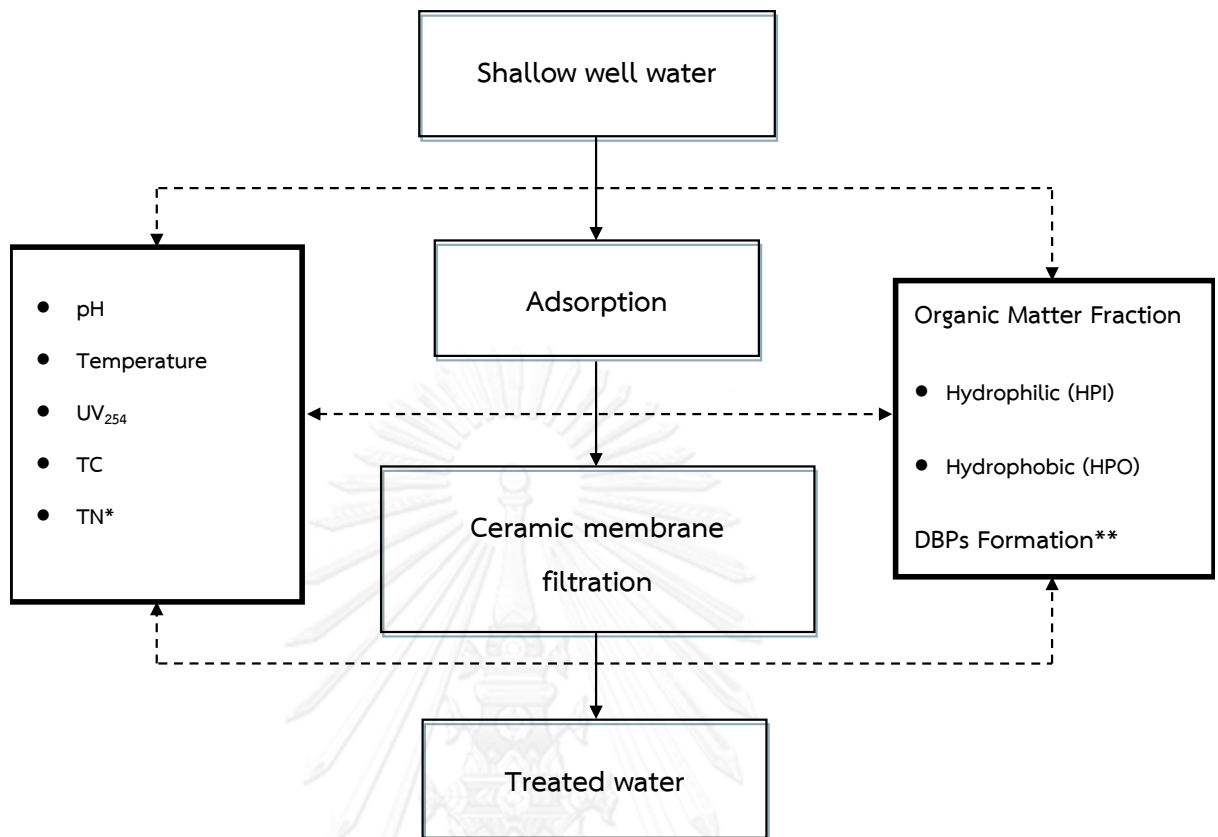 Shallow well water
Adsorption
● pH
● Temperature
● UV₂₅₄
● TC
● TN*
Organic Matter Fraction
● Hydrophilic (HPI)
● Hydrophobic (HPO)
DBPs Formation**
Ceramic membrane
filtration
Treated water